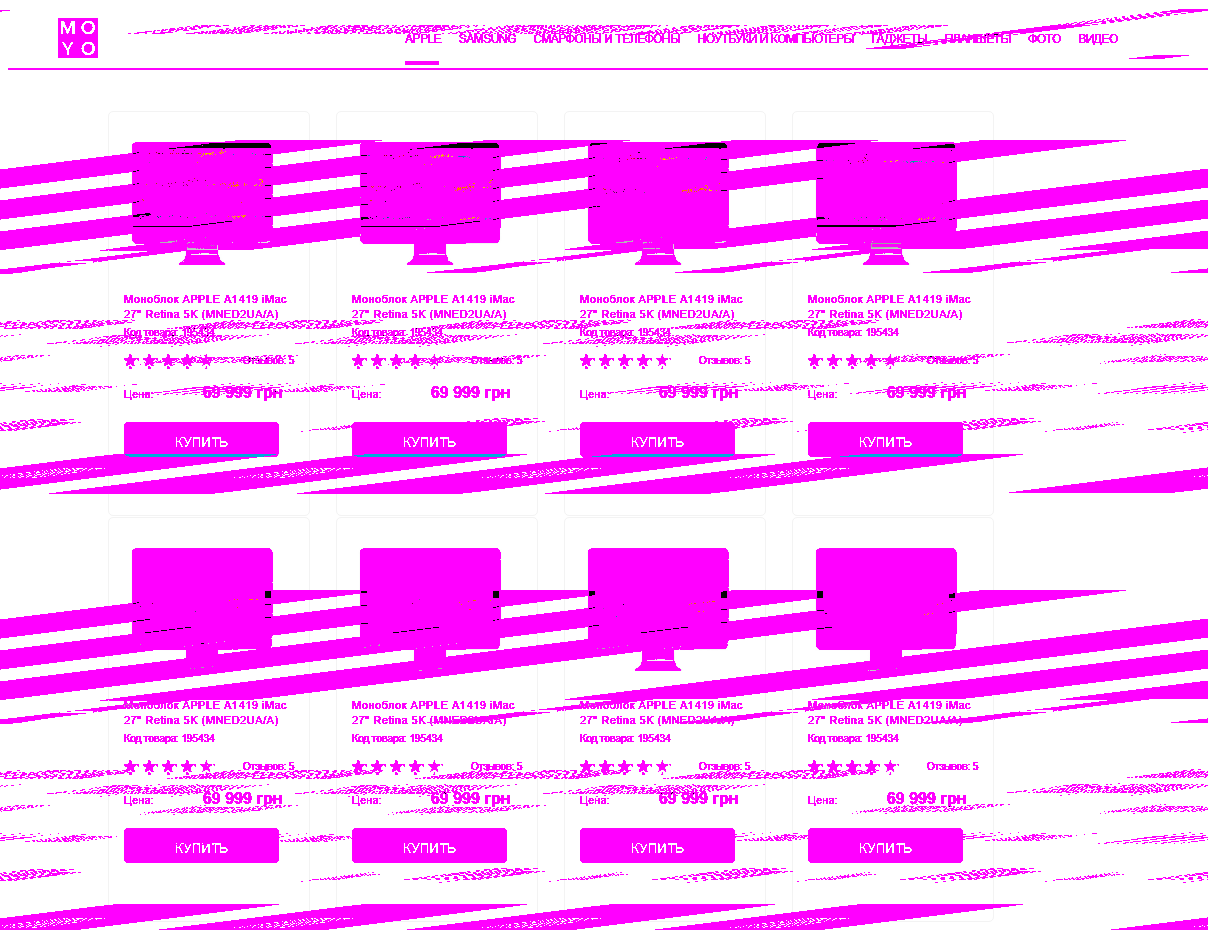 MO
YO
APPLE SAMSUNG СМАРФОНЫ И ТЕЛЕФОНЫ НОУТБУКИ И КОМПЬЮТЕРЫ ГАДЖЕТЫ ПЛАНШЕТЫ ФОТО ВИДЕО
Моноблок APPLE A1419 iMac Моноблок APPLE A1419 iMac Моноблок APPLE A1419 iMac Моноблок APPLE A1419 iMac
27" Retina 5K (MNED2UA/A) 27" Retina 5K (MNED2UA/A) 27" Retina 5K (MNED2UA/A) 27" Retina 5K (MNED2UA/A)
Код товара: 195434 Код товара: 195434 Код товара: 195434 Код товара: 195434
Отзывов: 5 Отзывов: 5 Отзывов: 5 Отзывов: 5
Цена: 69 999 грн Цена: 69 999 грн Цена: 69 999 грн Цена: 69 999 грн
КУПИТЬ КУПИТЬ КУПИТЬ КУПИТЬ
Моноблок APPLE A1419 iMac Моноблок APPLE A1419 iMac Моноблок APPLE A1419 iMac Моноблок APPLE A1419 iMac
27" Retina 5K (MNED2UA/A) 27" Retina 5K (MNED2UA/A) 27" Retina 5K (MNED2UA/A) 27" Retina 5K (MNED2UA/A)
Код товара: 195434 Код товара: 195434 Код товара: 195434 Код товара: 195434
Отзывов: 5 Отзывов: 5 Отзывов: 5 Отзывов: 5
Цена: 69 999 грн Цена: 69 999 грн Цена: 69 999 грн Цена: 69 999 грн
КУПИТЬ КУПИТЬ КУПИТЬ КУПИТЬ